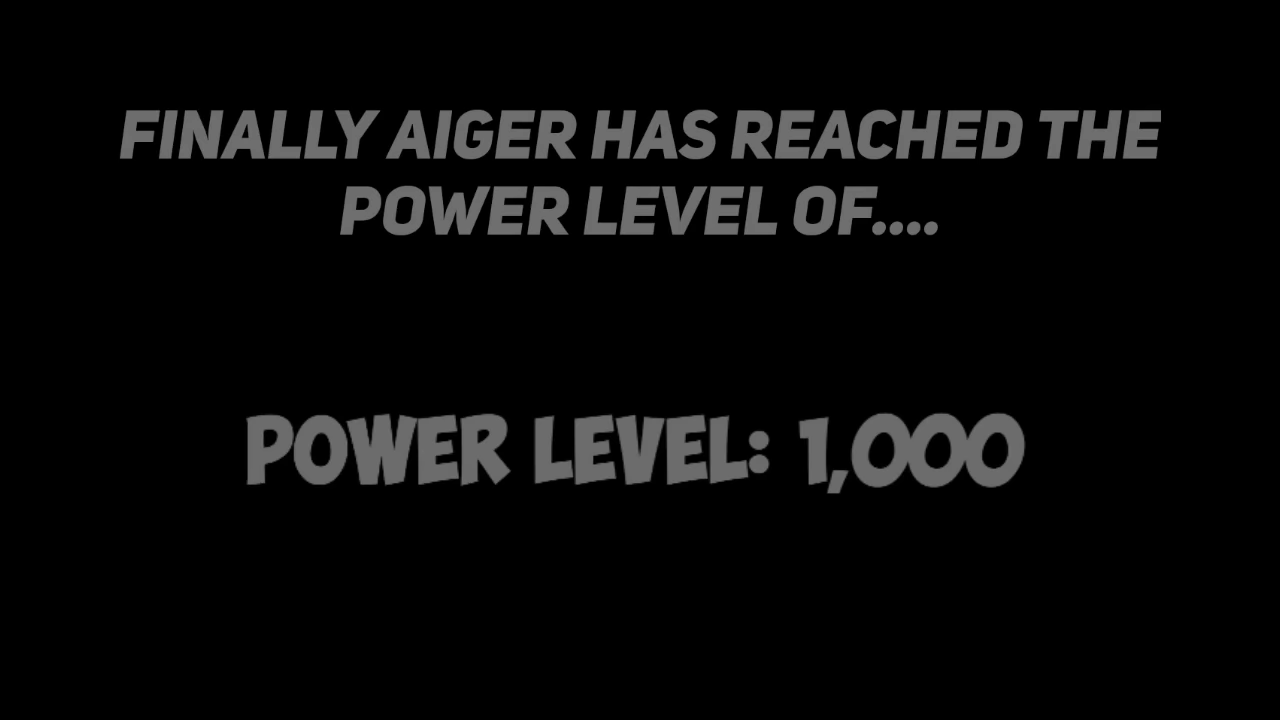 FINALLY AIGER HAS REACHED THE
POWER LEVEL OF....
POWER LEVEL: 1,000